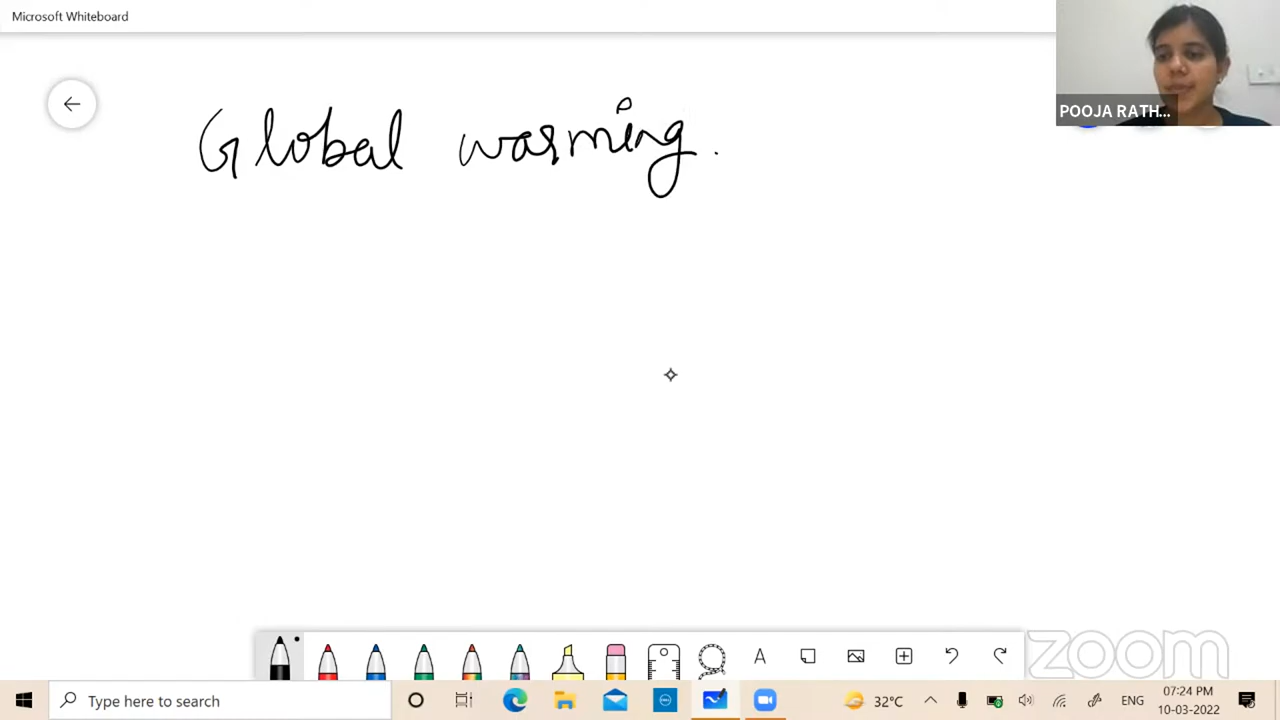 Microsoft Whiteboard
POOJA RATH...
Global warming.
A
zoom
Type here to search
32°C
ENG
07:24 PM
10-03-2022